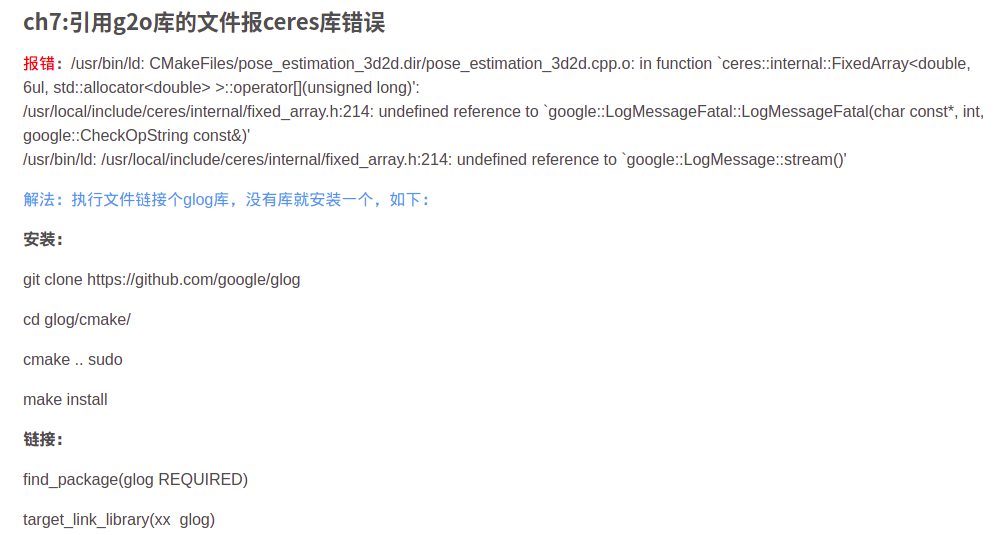 ch7:引用g2o库的文件报ceres库错误
报错：/usr/bin/ld: CMakeFiles/pose_estimation_3d2d.dir/pose_estimation_3d2d.cpp.o: in function `ceres::internal::FixedArray<double,
6ul, std::allocator<double> >::operator[](unsigned long)':
/usr/local/include/ceres/internal/fixed_array.h:214: undefined reference to `google::LogMessageFatal::LogMessageFatal(char const*, int,
google::CheckOpString const&)'
/usr/bin/ld: /usr/local/include/ceres/internal/fixed_array.h:214: undefined reference to `google::LogMessage::stream()'
解法：执行文件链接个glog库，没有库就安装一个，如下：
安装：
git clone https://github.com/google/glog
cd glog/cmake/
cmake .. sudo
make install
链接：
find_package(glog REQUIRED)
target_link_library(xx  glog)